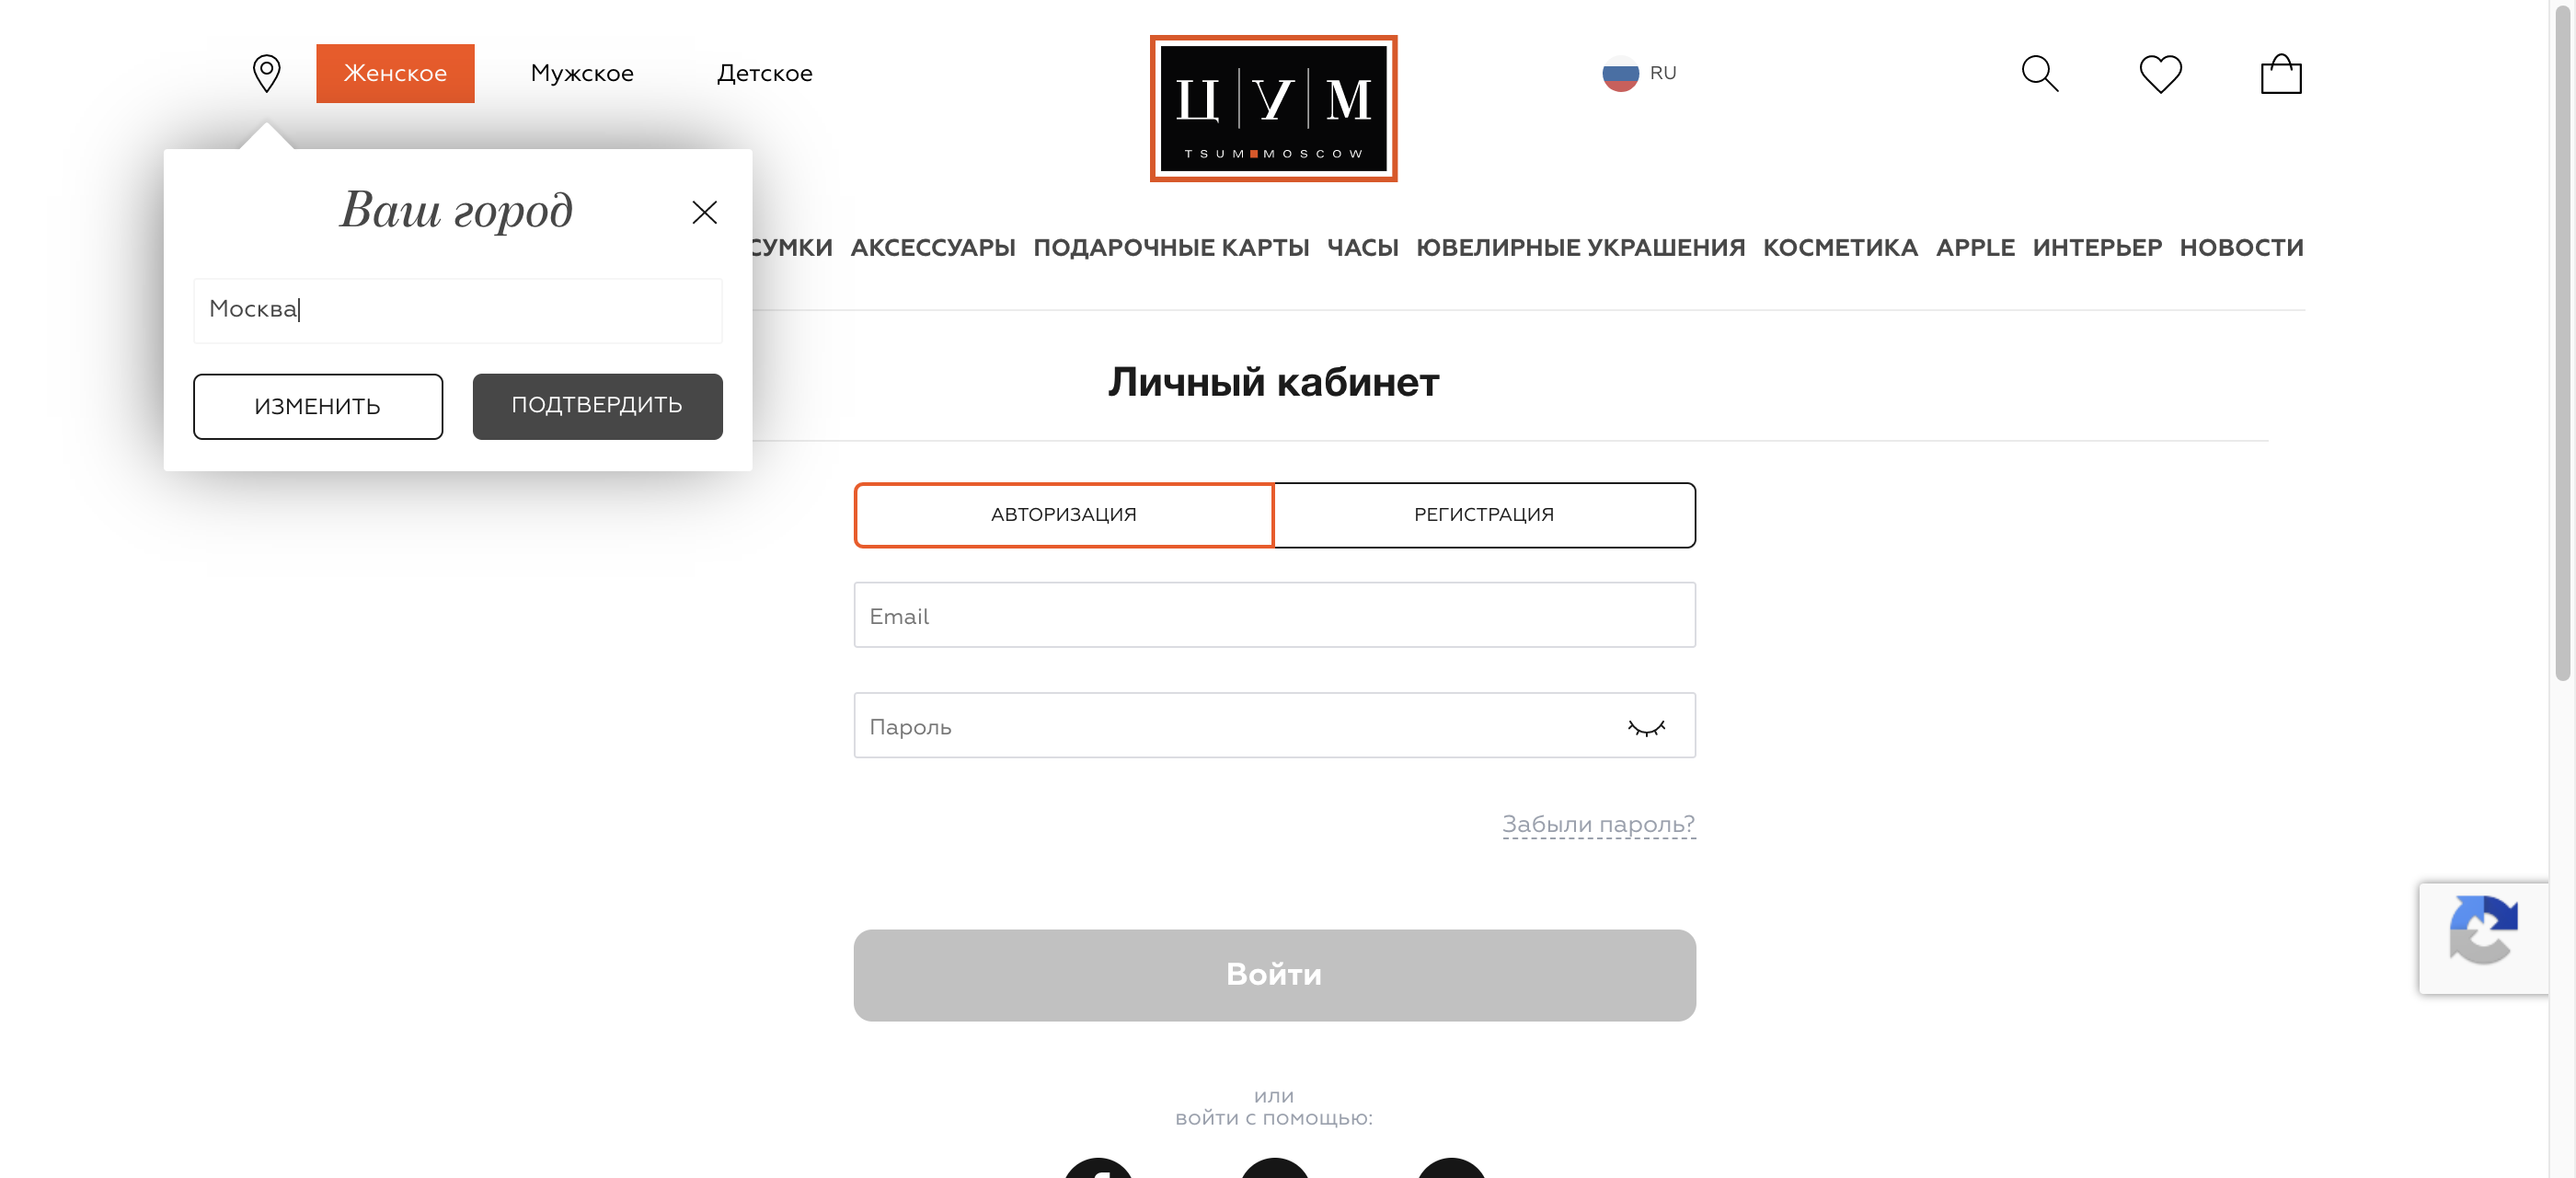 Женское Мужское Детское
Ц У М
TSUM MOSCOW
RU
Ваш город
Москва
ИЗМЕНИТЬ ПОДТВЕРДИТЬ
СУМКИ АКСЕССУАРЫ ПОДАРОЧНЫЕ КАРТЫ ЧАСЫ ЮВЕЛИРНЫЕ УКРАШЕНИЯ КОСМЕТИКА APPLE ИНТЕРЬЕР НОВОСТИ
Личный кабинет
АВТОРИЗАЦИЯ РЕГИСТРАЦИЯ
Email
Пароль
Забыли пароль?
Войти
или
войти с помощью: